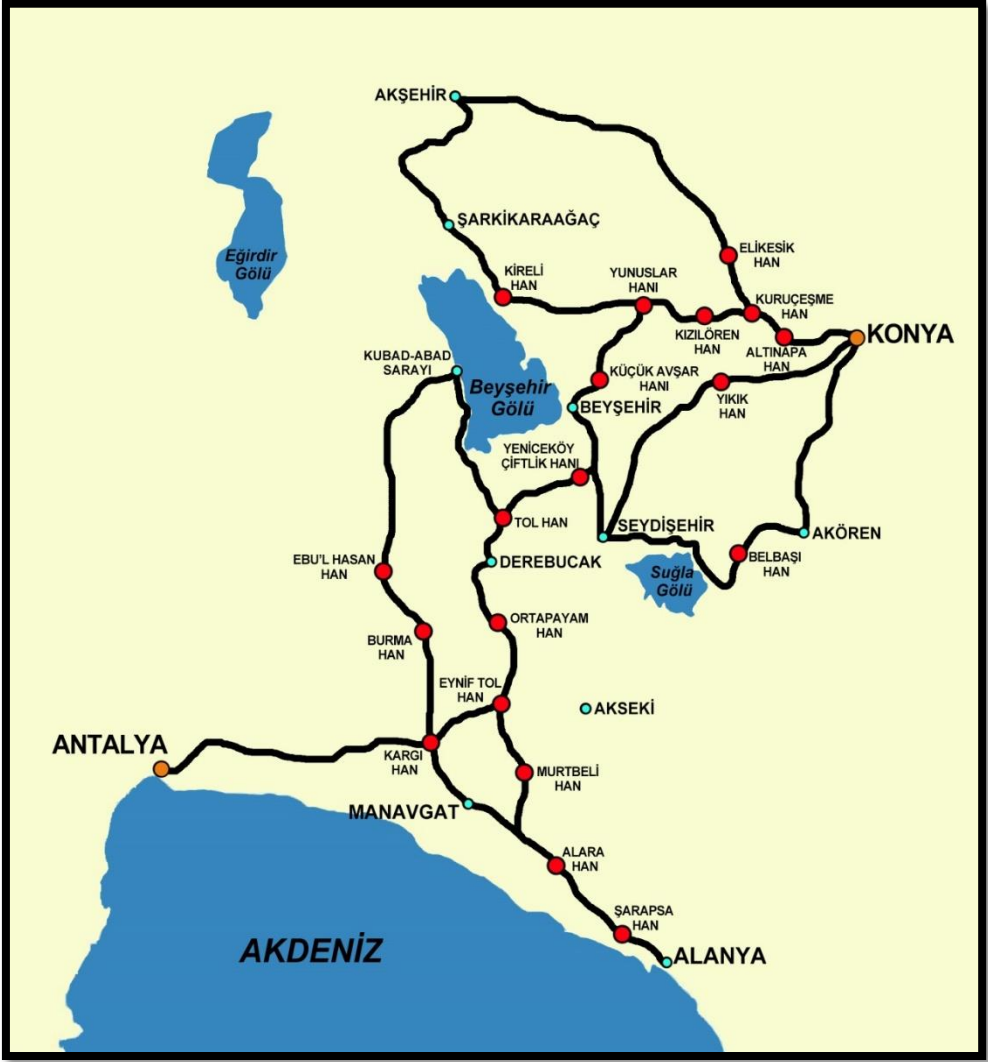 AKŞEHİR
ŞARKİKARAAĞAÇ
Eğirdir
Gölü
ELİKESİK
HAN
KİRELİ
HAN
YUNUSLAR
HANI
KURUÇEŞME
HAN
KIZILÖREN
HAN
ALTINAPA
HAN
KONYA
KUBAD-ABAD
SARAYI
Beyşehir
Gölü
KÜÇÜK AVŞAR
HANI
YIKIK
HAN
BEYŞEHİR
YENİCEKÖY
ÇİFTLİK HANI
TOL HAN
SEYDİŞEHİR
AKÖREN
DEREBUCAK
BELBAŞI
HAN
EBU'L HASAN
HAN
Suğla
Gölü
ORTAPAYAM
HAN
BURMA
HAN
EYNİF TOL
HAN
AKSEKİ
ANTALYA
KARGI
HAN
MURTBELİ
HAN
MANAVGAT
ALARA
HAN
ŞARAPSA
HAN
AKDENİZ
ALANYA